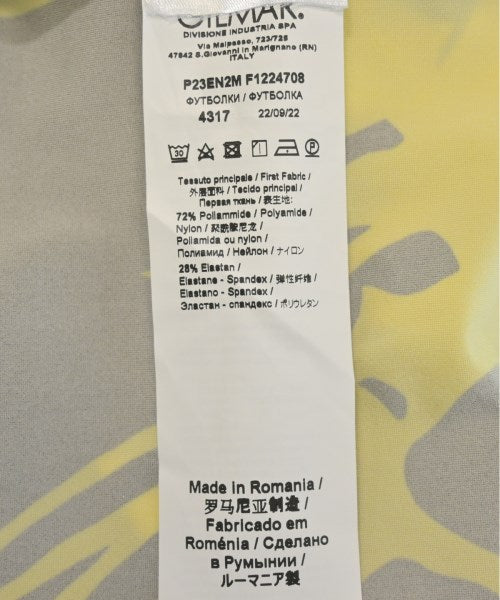 GILMAR.
DIVISIONE INDUSTRIA SPA
Via Malpasso, 723/725
47842 S.Giovanni in Marignano (RN)
ITALY
P23EN2M F1224708
ФУТБОЛКИ / ФУТБОЛКА
4317 22/09/22
30
P
Tessuto principale / First Fabric /
外層面料 / Tecido principal /
Первая ткань / 表生地:
72% Poliammide / Polyamide /
Nylon / 聚酰胺尼龙 /
Poliamida ou nylon /
Полиамид / Нейлон / ナイロン
28% Elastan /
Elastane - Spandex / 弹性纤维 /
Elastano - Spandex /
Эластан - спандекс / ポリウレタン
Made in Romania /
罗马尼亚制造 /
Fabricado em
Roménia / Сделано
в Румынии /
ルーマニア製